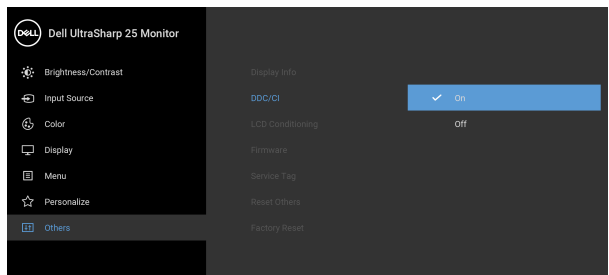 DELL Dell UltraSharp 25 Monitor
Brightness/Contrast
Input Source
Color
Display
Menu
Personalize
Others
Display Info
DDC/CI
LCD Conditioning
Firmware
Service Tag
Reset Others
Factory Reset
On
Off